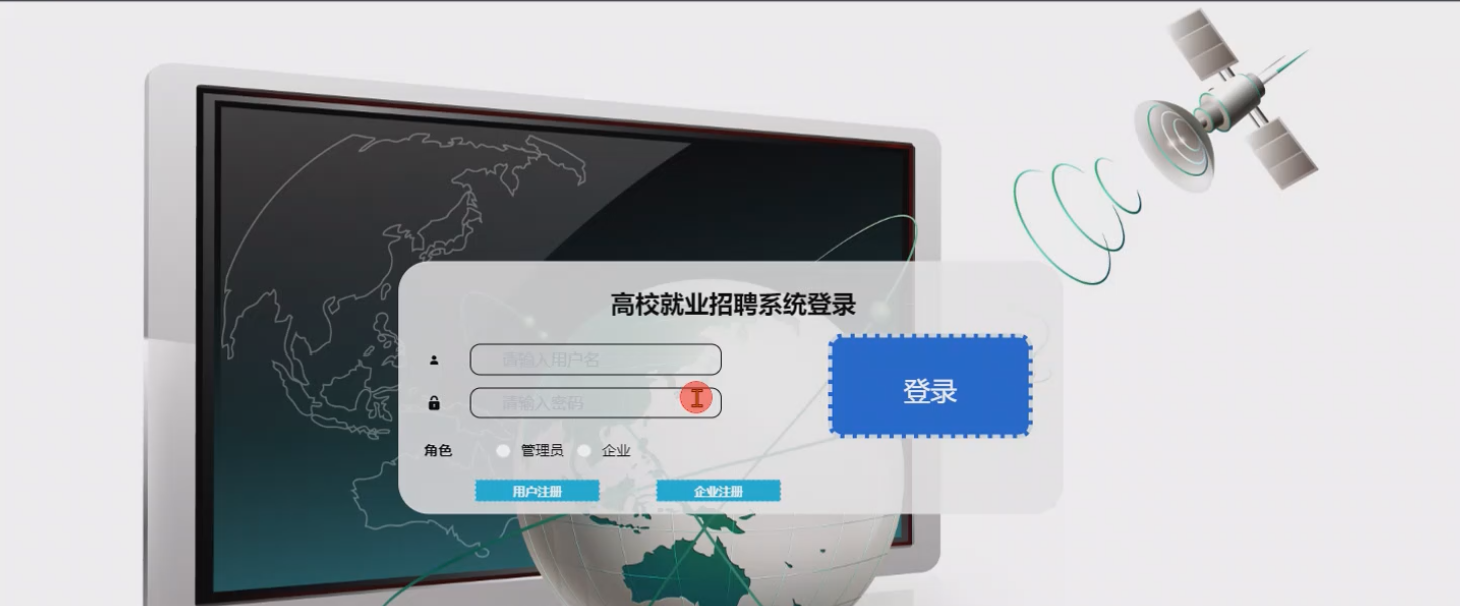 高校就业招聘系统登录
请输入用户名
请输入密码
登录
角色 管理员 企业
用户注册 企业注册